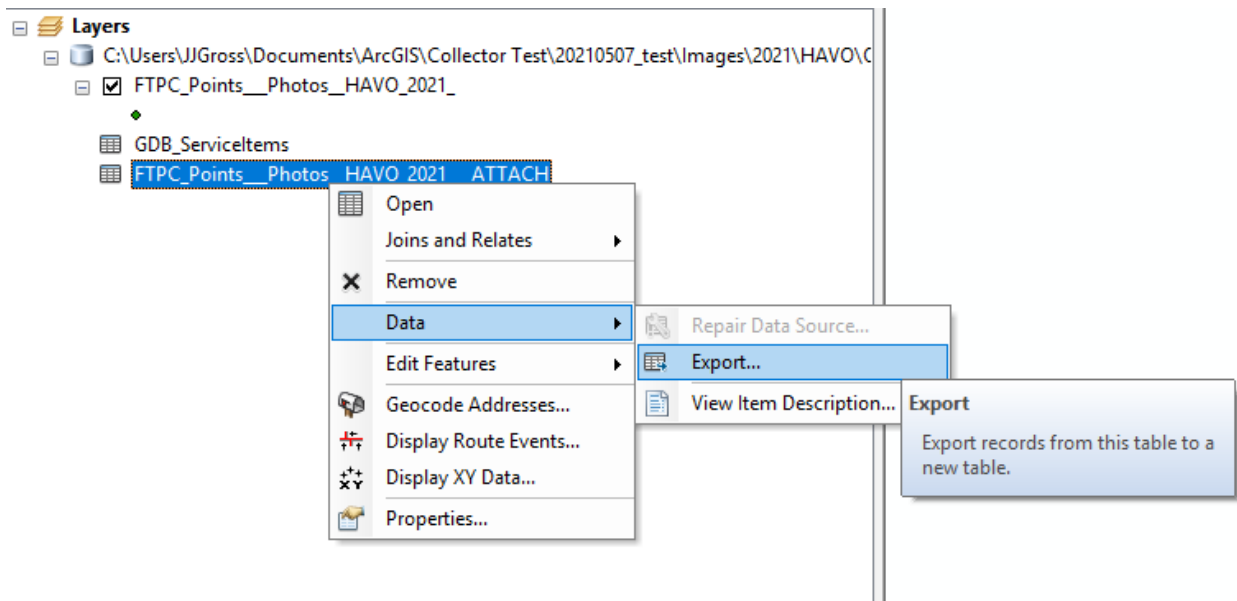 Layers
C:\Users\JJGross\Documents\ArcGIS\Collector Test\20210507_test\Images\2021\HAVO\
FTPC_Points___Photos__HAVO_2021_
GDB_ServiceItems
FTPC_Points___Photos__HAVO_2021__ATTACH
Open
Joins and Relates
Remove
Data
Repair Data Source...
Edit Features
Export...
Geocode Addresses...
View Item Description...
Export
Display Route Events...
Export records from this table to a
new table.
Display XY Data...
Properties...